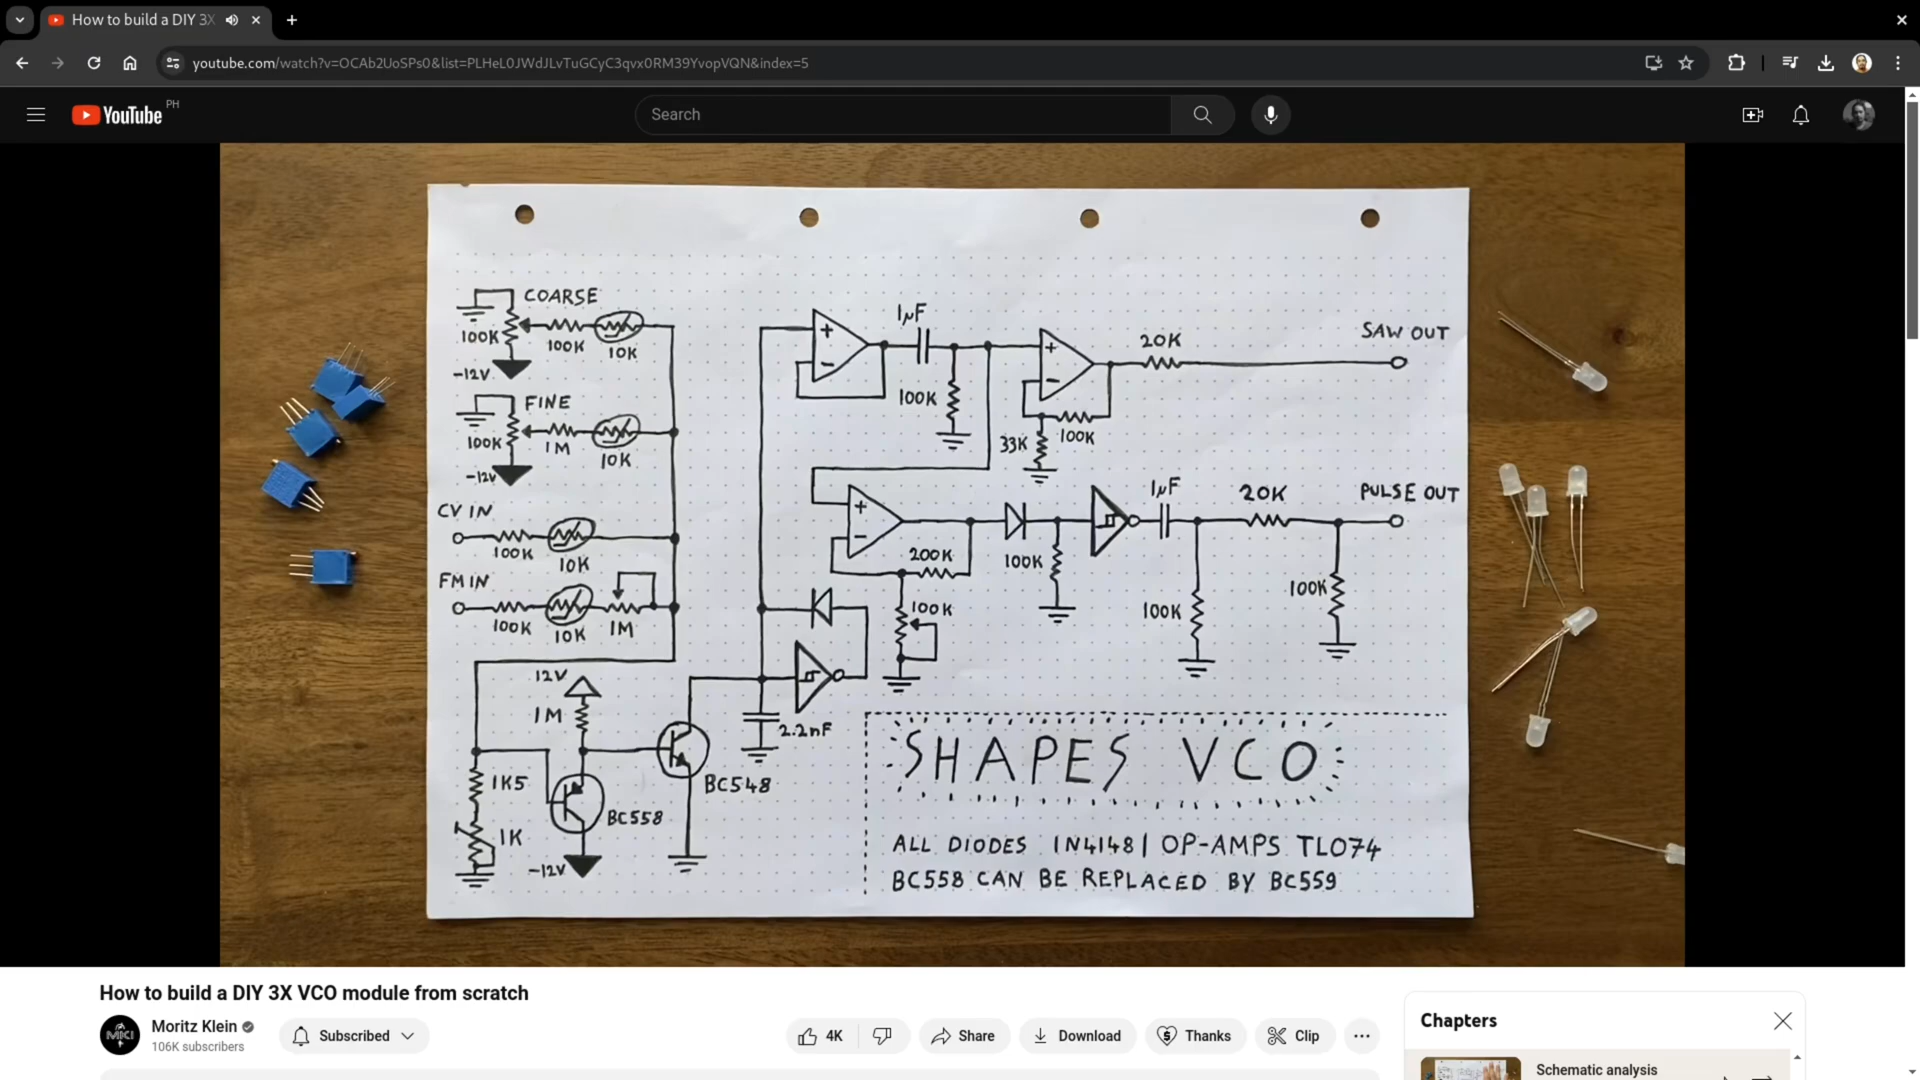 How to build a DIY 3X
youtube.com/watch?v=OCAb2UoSPs0&list=PLHeL0JWdJLvTuGCyC3qvx0RM39YvopVQN&index=5
YouTube PH
Search
COARSE
100K
100K
10K
-12V
FINE
100K
1M
10K
-12V
CV IN
100K
10K
FM IN
100K
10K
1M
12V
1M
1K5
1K
BC558
-12V
BC548
2.2nF
1µF
100K
33K
100K
20K
SAW OUT
200K
100K
100K
1µF
100K
20K
100K
PULSE OUT
SHAPES VCO
ALL DIODES 1N4148 | OP-AMPS TL074
BC558 CAN BE REPLACED BY BC559
How to build a DIY 3X VCO module from scratch
MKI
Moritz Klein
106K subscribers
Subscribed
4K
Share
Download
Thanks
Clip
Chapters
Schematic analysis